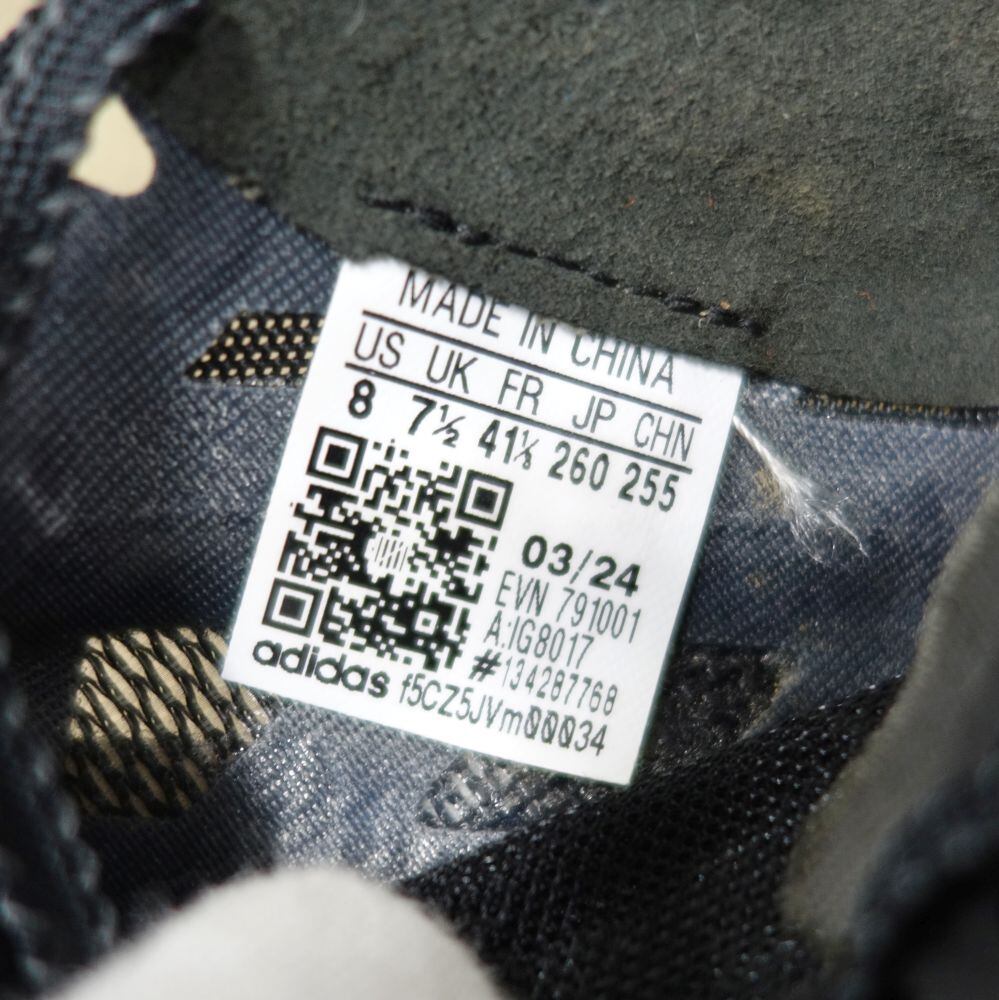 MADE IN CHINA
US UK FR JP CHN
8 7½ 41⅓ 260 255
03/24
EVN 791001
A:IG8017
#134287768
adidas f5CZ5JVm00034